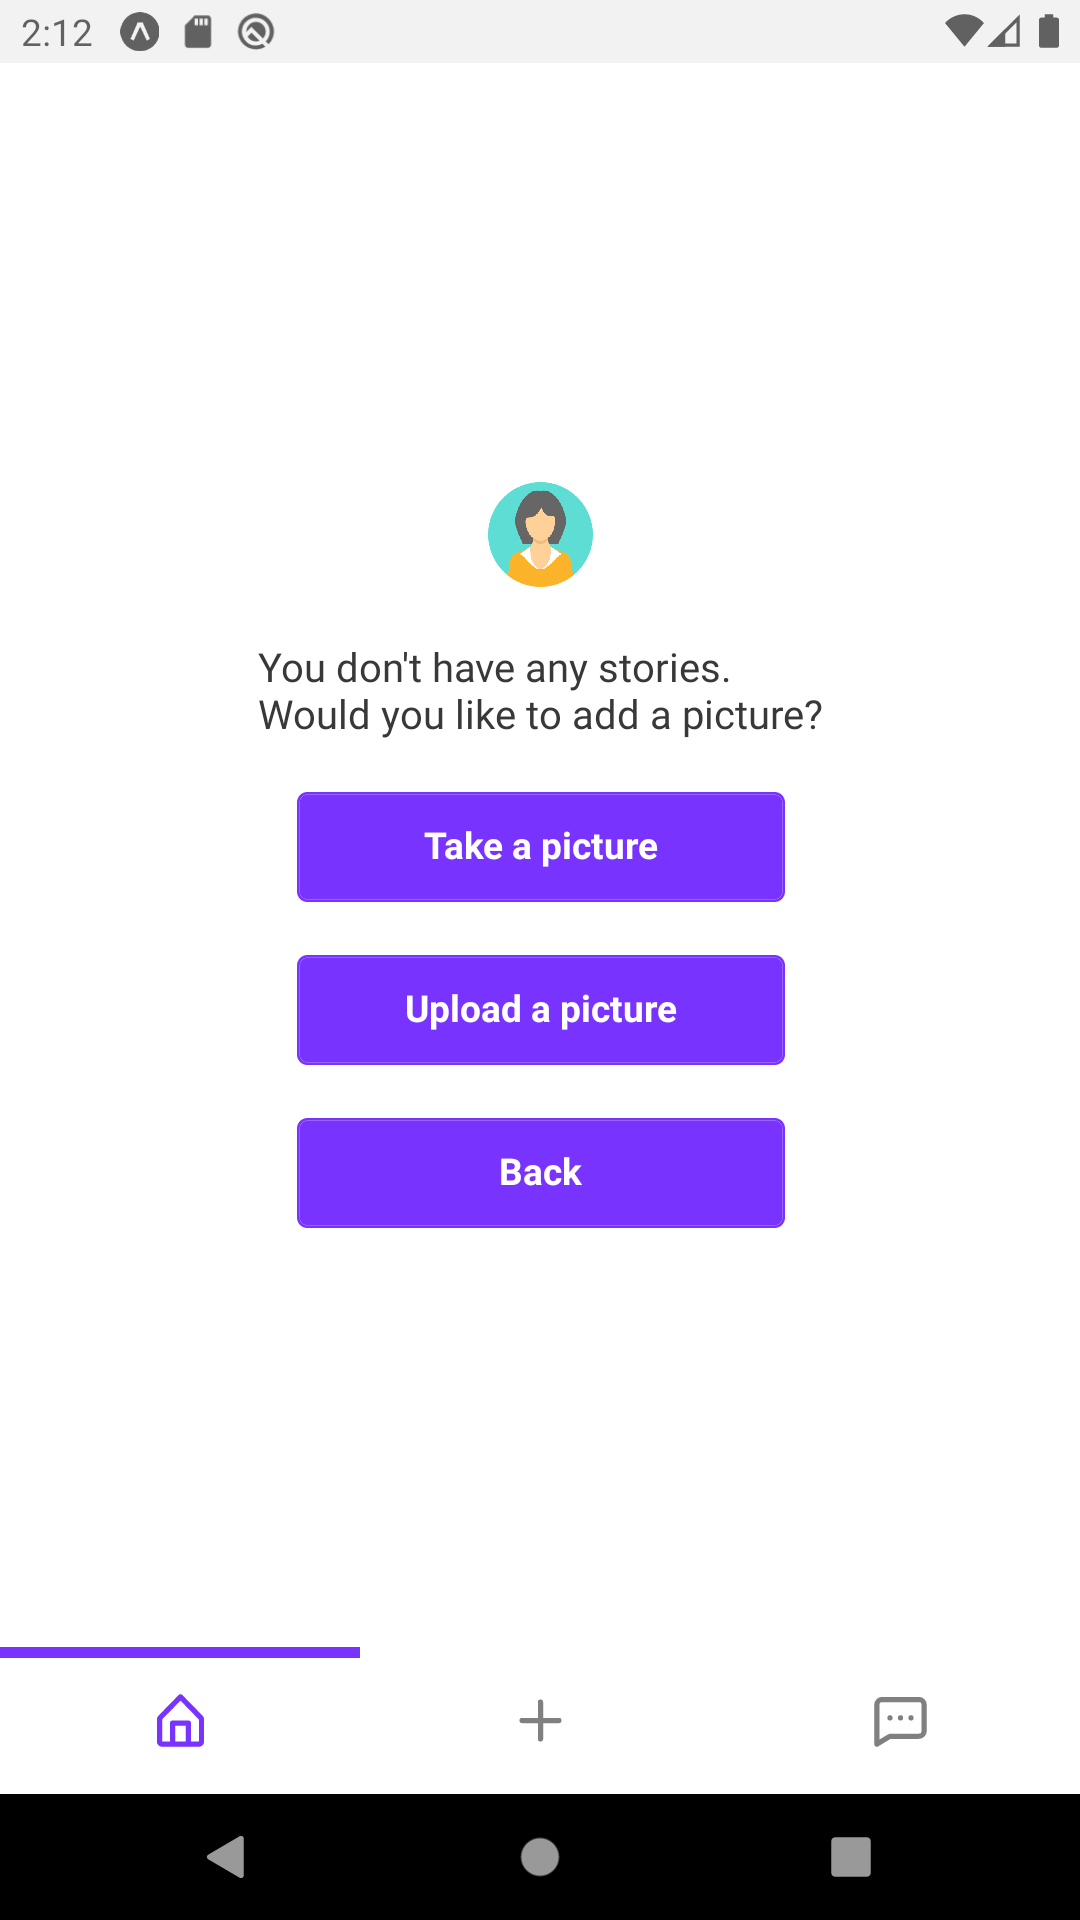 2:12
You don't have any stories.
Would you like to add a picture?
Take a picture
Upload a picture
Back